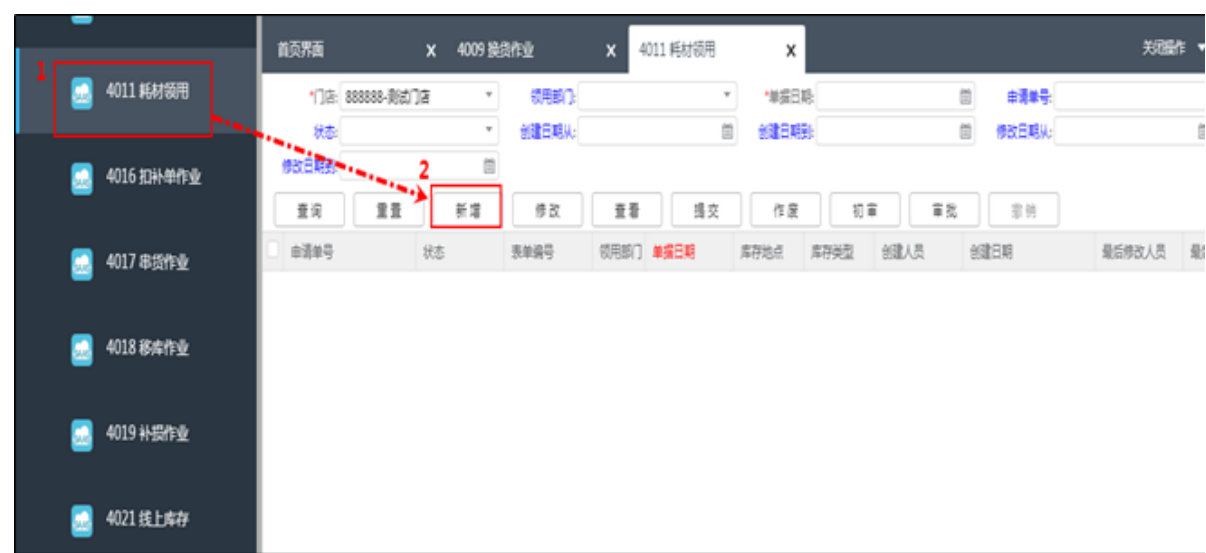 首页界面 X 4009 换货作业 X 4011 耗材领用 X 关闭操作
1
4011 耗材领用
4016 扣补单作业
4017 串货作业
4018 移库作业
4019 补损作业
4021 线上库存
*门店: 888888-测试门店 领用部门: *单据日期: 申请单号:
状态: 创建日期从: 创建日期到: 修改日期从:
修改日期到: 2
查询 重置 新增 修改 查看 提交 作废 初审 审批 撤销
申请单号 状态 表单编号 领用部门 单据日期 库存地点 库存类型 创建人员 创建日期 最后修改人员